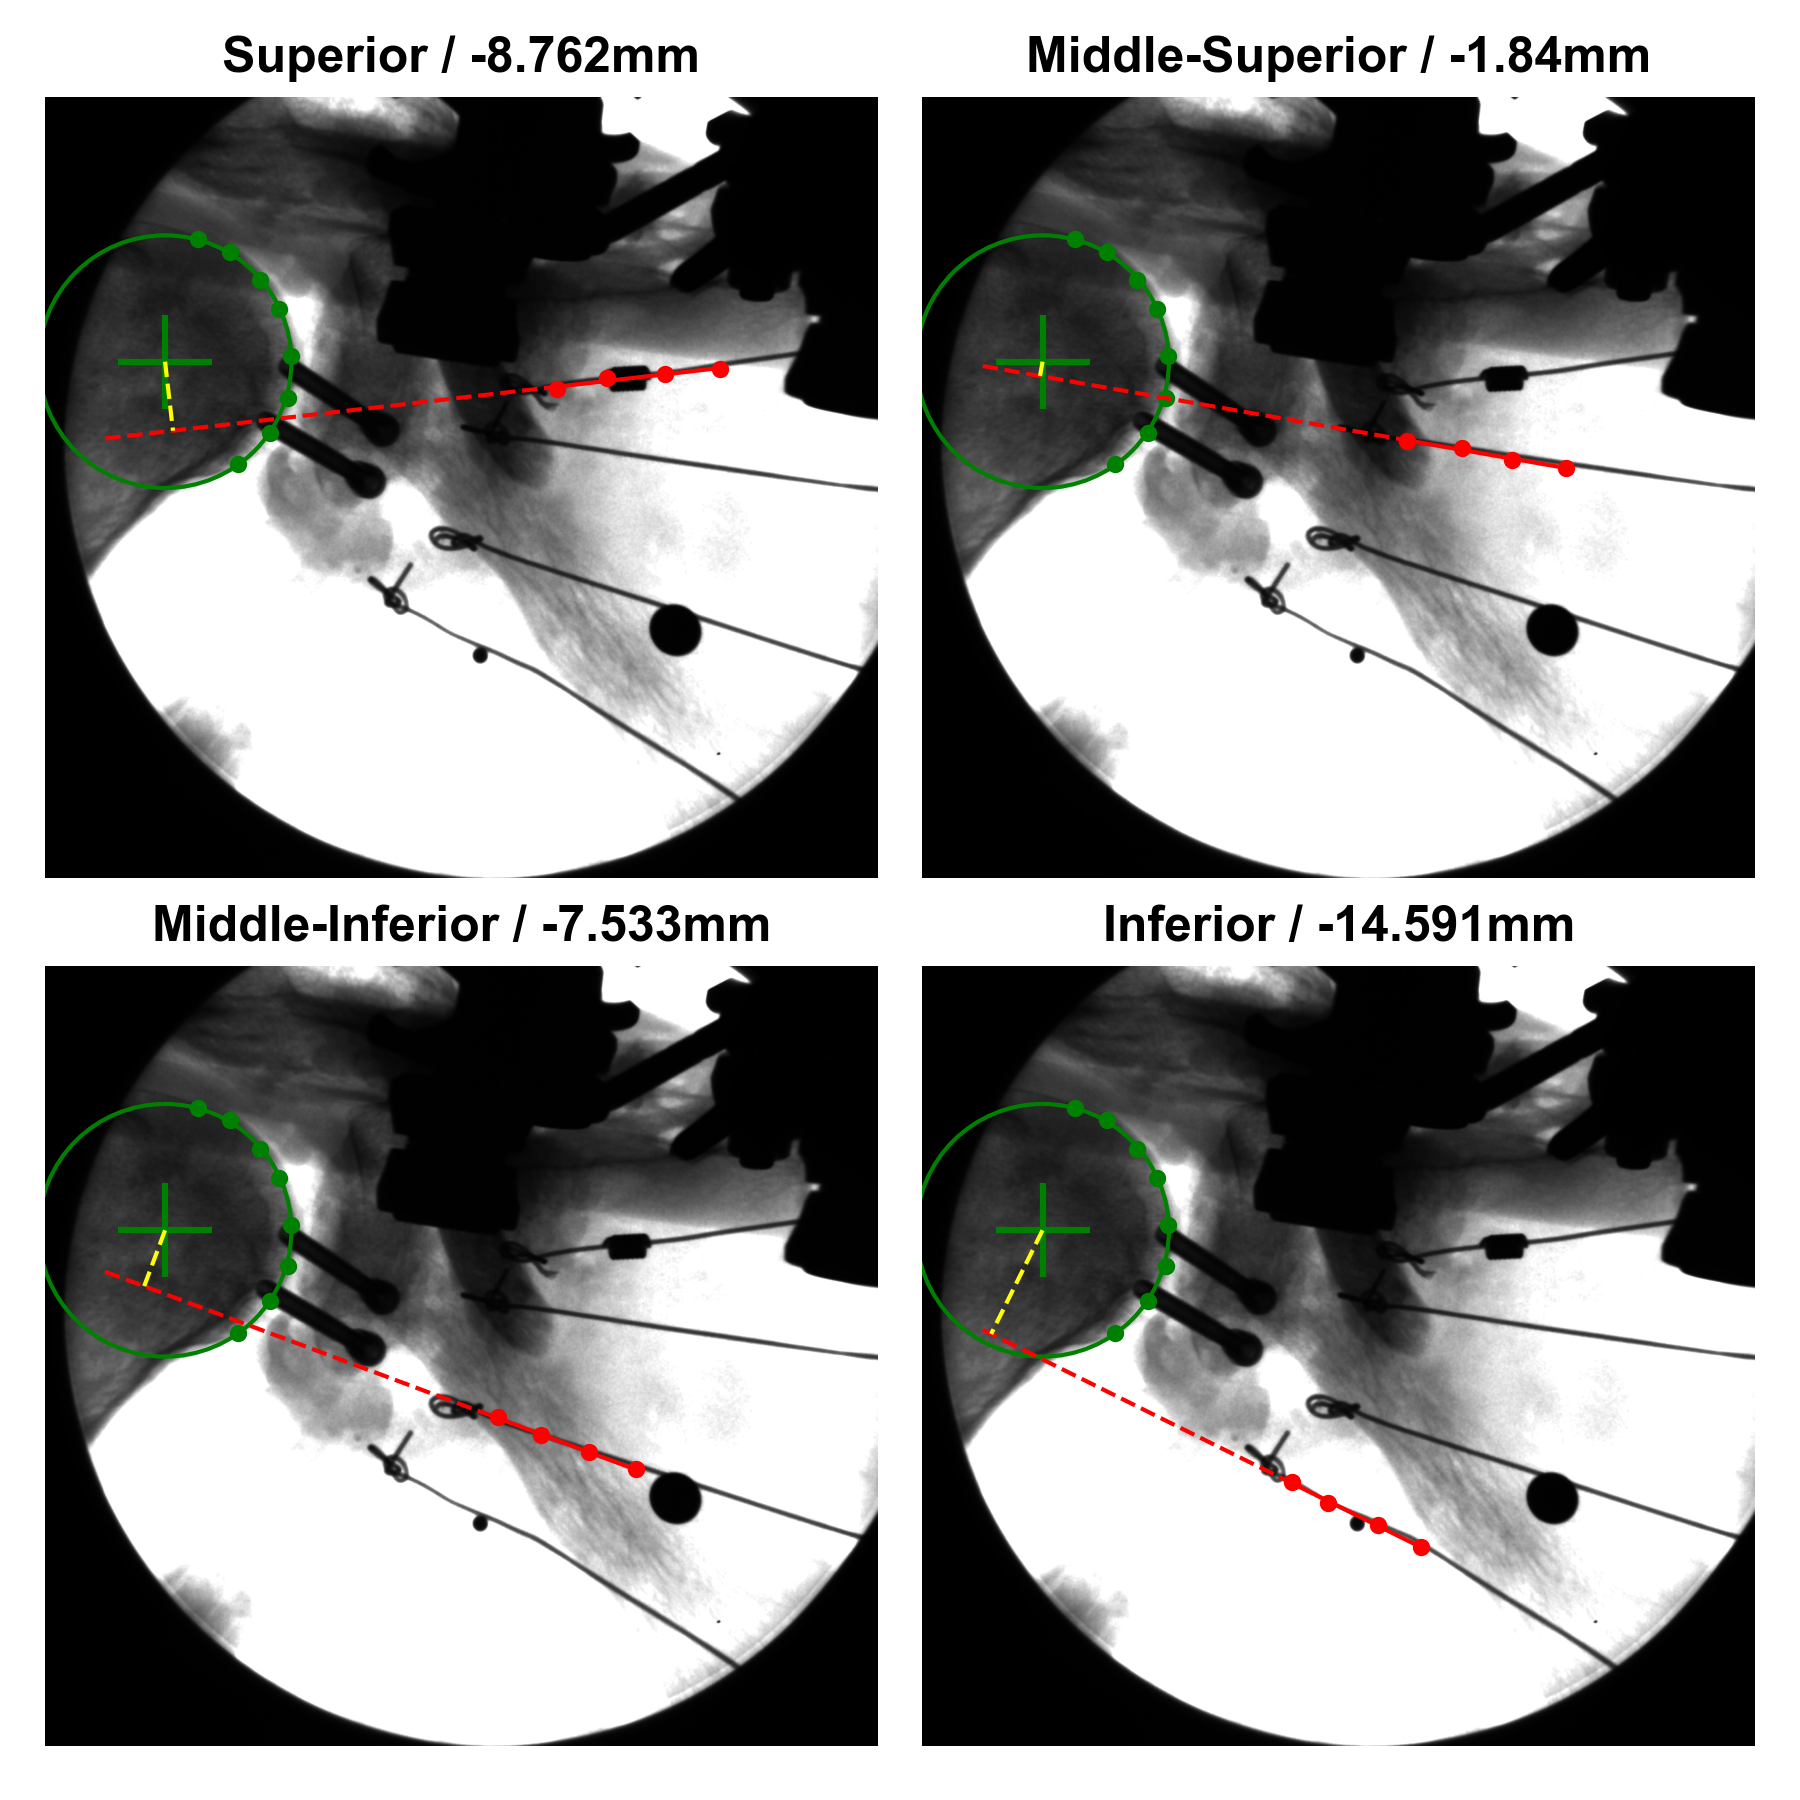 Superior / -8.762mm
Middle-Superior / -1.84mm
Middle-Inferior / -7.533mm
Inferior / -14.591mm